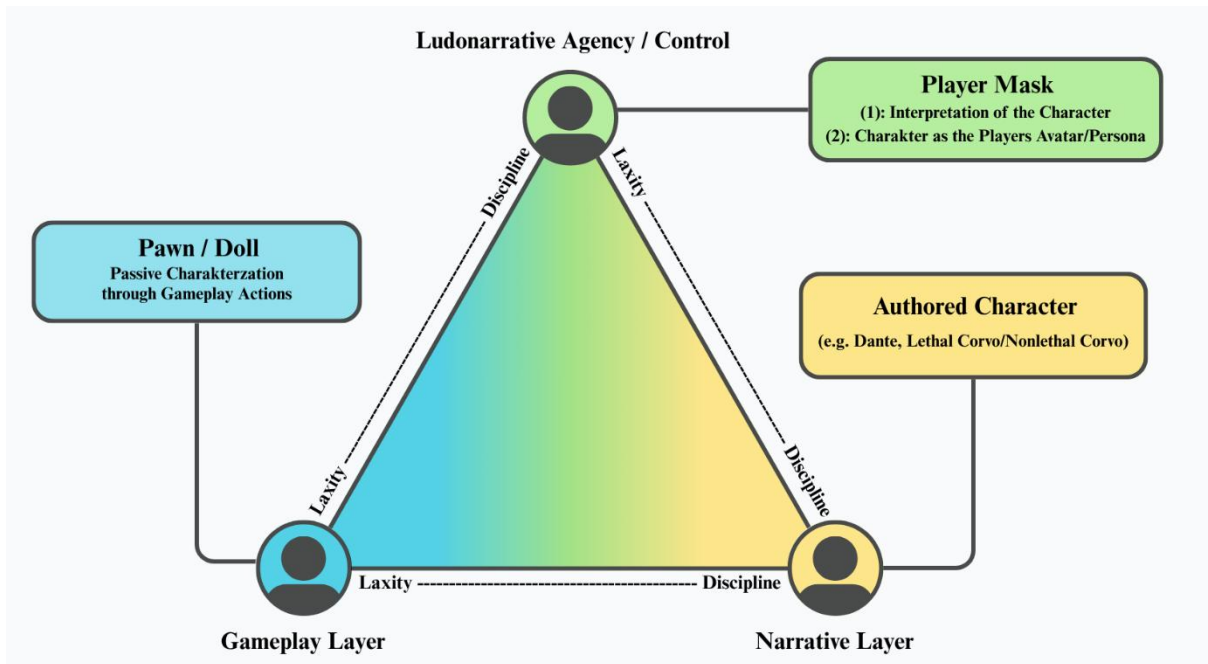 Ludonarrative Agency / Control
Player Mask
(1): Interpretation of the Character
(2): Charakter as the Players Avatar/Persona
Discipline
Laxity
Pawn / Doll
Passive Charakterzation
through Gameplay Actions
Authored Character
(e.g. Dante, Lethal Corvo/Nonlethal Corvo)
Laxity
Discipline
Laxity
Discipline
Gameplay Layer
Narrative Layer